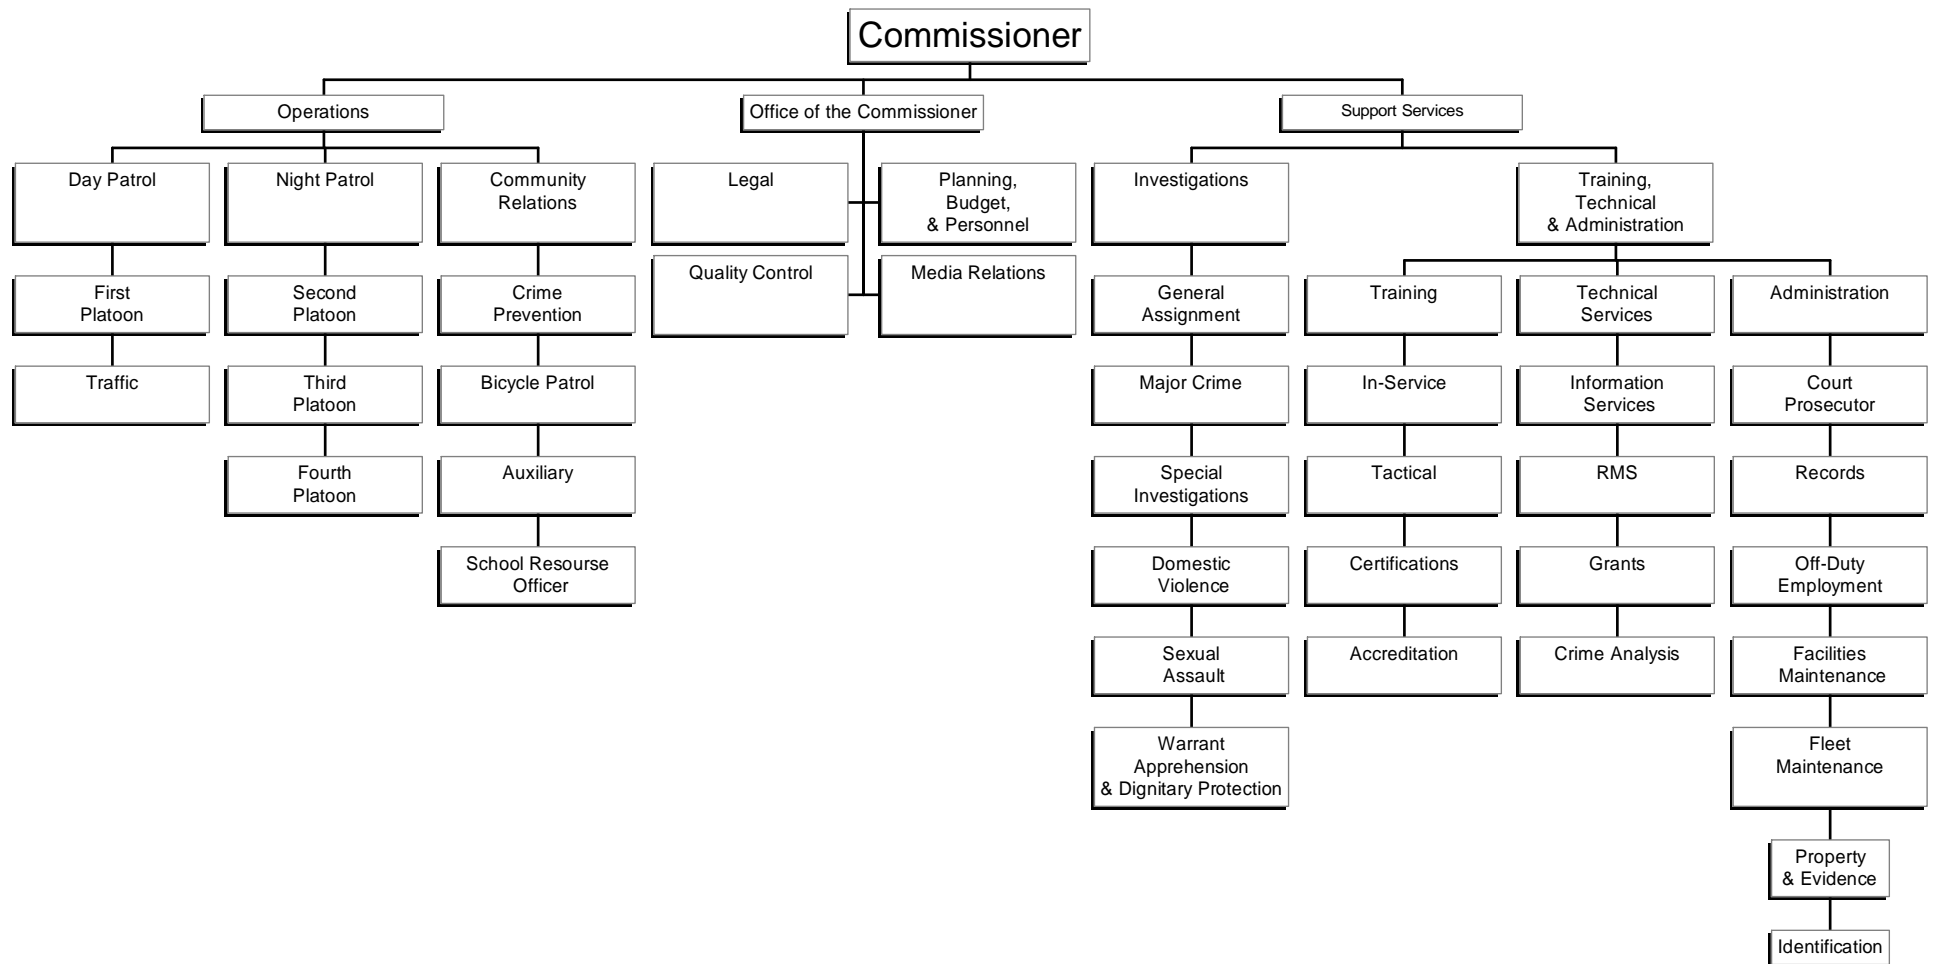 Commissioner
Operations
Office of the Commissioner
Support Services
Day Patrol
Night Patrol
Community
Relations
Legal
Planning,
Budget,
& Personnel
Investigations
Training,
Technical
& Administration
Quality Control
Media Relations
First
Platoon
Second
Platoon
Crime
Prevention
General
Assignment
Training
Technical
Services
Administration
Traffic
Third
Platoon
Bicycle Patrol
Major Crime
In-Service
Information
Services
Court
Prosecutor
Fourth
Platoon
Auxiliary
Special
Investigations
Tactical
RMS
Records
School Resourse
Officer
Domestic
Violence
Certifications
Grants
Off-Duty
Employment
Sexual
Assault
Accreditation
Crime Analysis
Facilities
Maintenance
Warrant
Apprehension
& Dignitary Protection
Fleet
Maintenance
Property
& Evidence
Identification